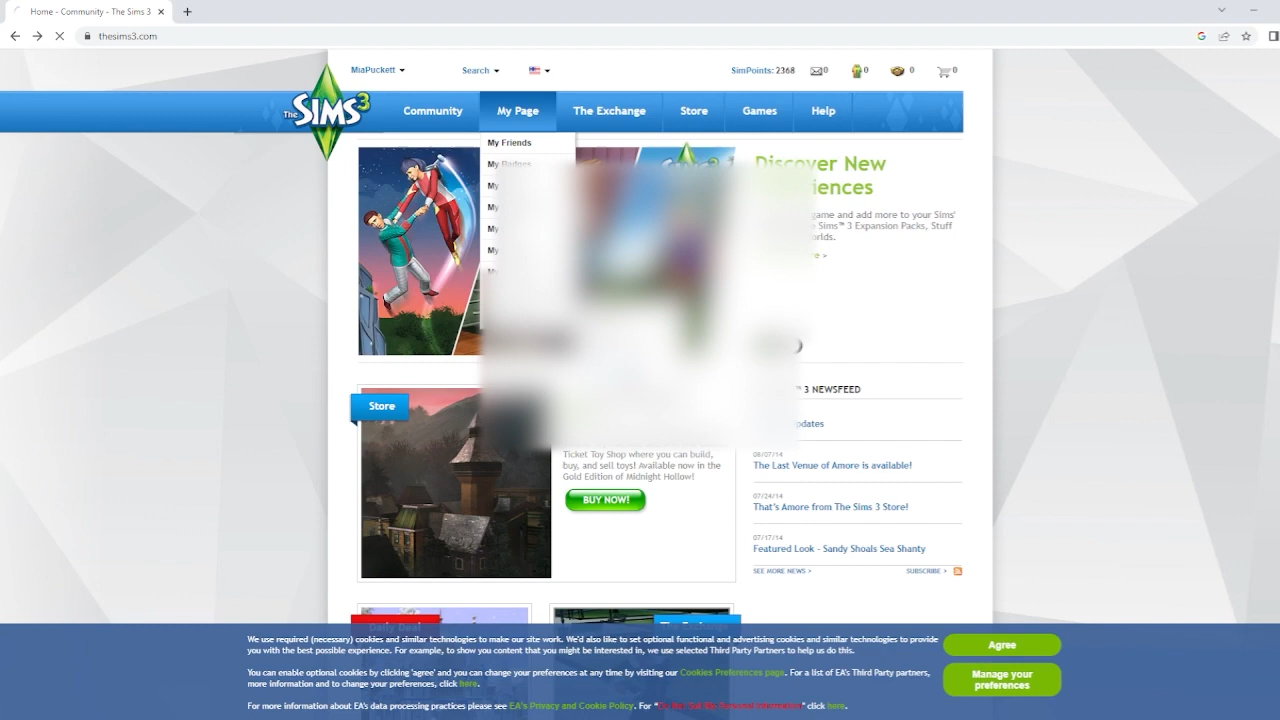 Home - Community - The Sims 3
thesims3.com
MiaPuckett
Search
SimPoints: 2368
0
0
0
0
The SIMS 3
Community
My Page
The Exchange
Store
Games
Help
My Friends
My Badges
My
My
My
My
Discover New
game and add more to your Sims'
Sims™ 3 Expansion Packs, Stuff
Store
Ticket Toy Shop where you can build,
buy, and sell toys! Available now in the
Gold Edition of Midnight Hollow!
BUY NOW!
3 NEWSFEED
08/07/14
The Last Venue of Amore is available!
07/24/14
That's Amore from The Sims 3 Store!
07/17/14
Featured Look - Sandy Shoals Sea Shanty
SEE MORE NEWS >
SUBSCRIBE >
Daily Deal
We use required (necessary) cookies and similar technologies to make our site work. We'd also like to set optional functional and advertising cookies and similar technologies to provide
you with the best possible experience. For example, to show you content that you might be interested in, we use selected Third Party Partners to help us do this.
You can enable optional cookies by clicking 'agree' and you can change your preferences at any time by visiting our Cookies Preferences page. For a list of EA's Third Party partners,
more information and to change your preferences, click here.
For more information about EA's data processing practices please see EA's Privacy and Cookie Policy. For "
" click here.
Agree
Manage your
preferences